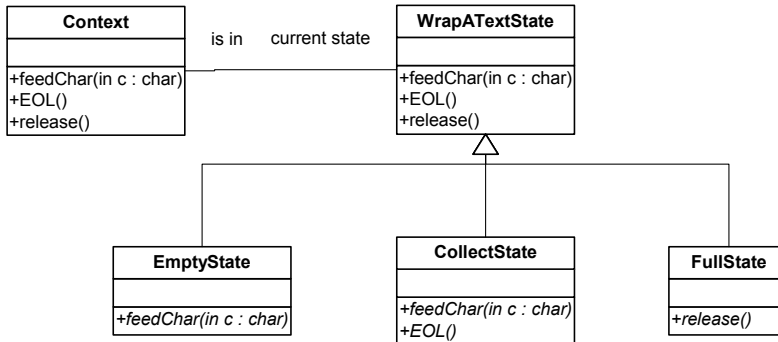 Context
+feedChar(in c : char)
+EOL()
+release()
is in
current state
WrapATextState
+feedChar(in c : char)
+EOL()
+release()
EmptyState
+feedChar(in c : char)
CollectState
+feedChar(in c : char)
+EOL()
FullState
+release()